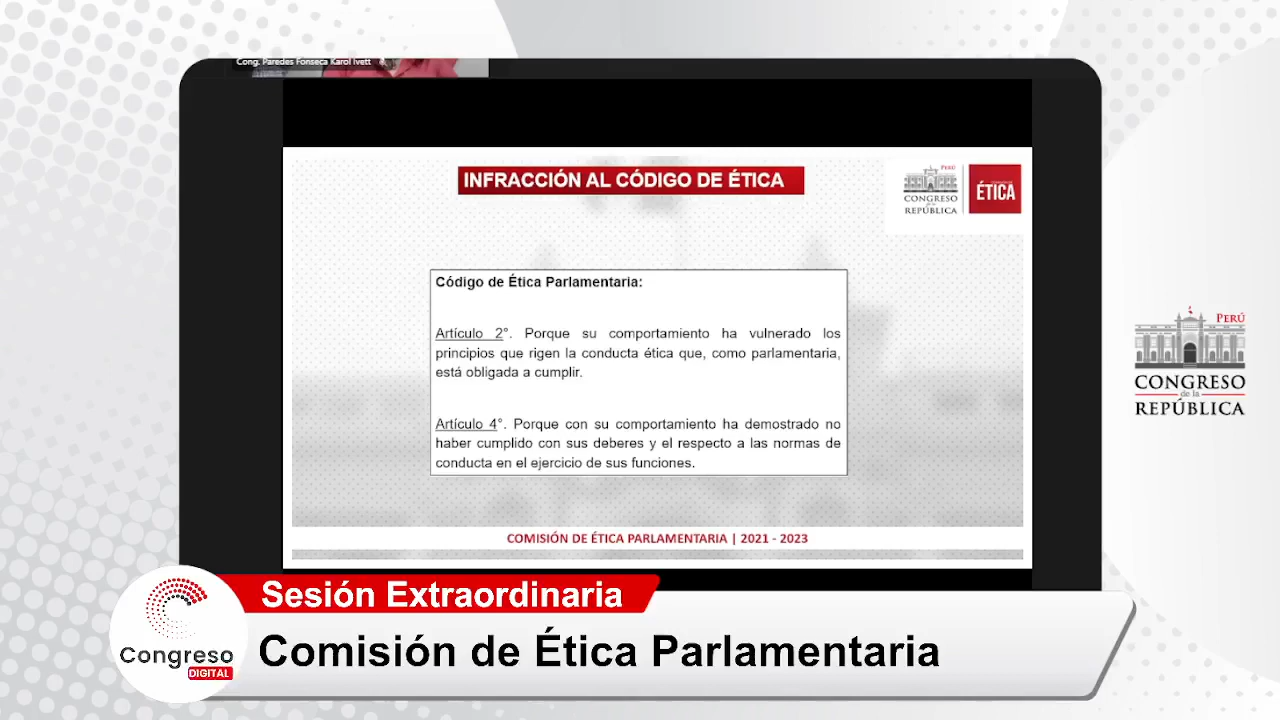 Cong. Paredes Fonseca Karol Ivett
INFRACCIÓN AL CÓDIGO DE ÉTICA
PERÚ
CONGRESO
REPÚBLICA
ÉTICA
Código de Ética Parlamentaria:
Artículo 2°. Porque su comportamiento ha vulnerado los
principios que rigen la conducta ética que, como parlamentaria,
está obligada a cumplir.
Artículo 4°. Porque con su comportamiento ha demostrado no
haber cumplido con sus deberes y el respecto a las normas de
conducta en el ejercicio de sus funciones.
COMISIÓN DE ÉTICA PARLAMENTARIA | 2021 - 2023
PERÚ
CONGRESO
de la
REPÚBLICA
Sesión Extraordinaria
Comisión de Ética Parlamentaria
Congreso
DIGITAL